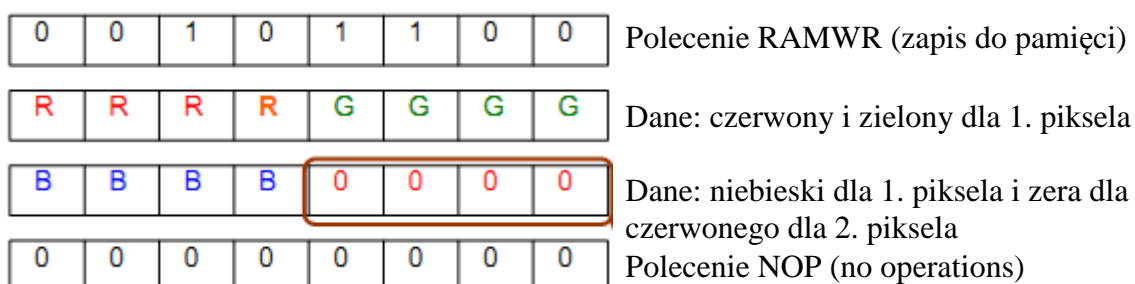 0 0 1 0 1 1 0 0 Polecenie RAMWR (zapis do pamięci)
R R R R G G G G Dane: czerwony i zielony dla 1. piksela
B B B B 0 0 0 0 Dane: niebieski dla 1. piksela i zera dla
czerwonego dla 2. piksela
0 0 0 0 0 0 0 0 Polecenie NOP (no operations)